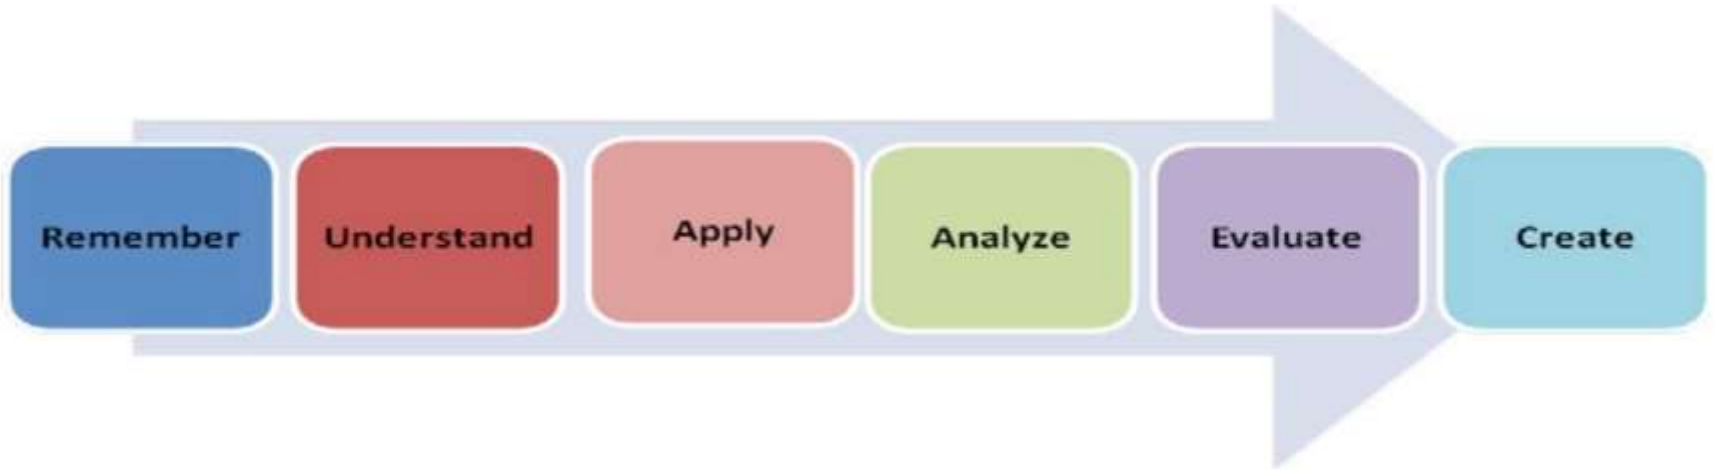 Remember
Understand
Apply
Analyze
Evaluate
Create